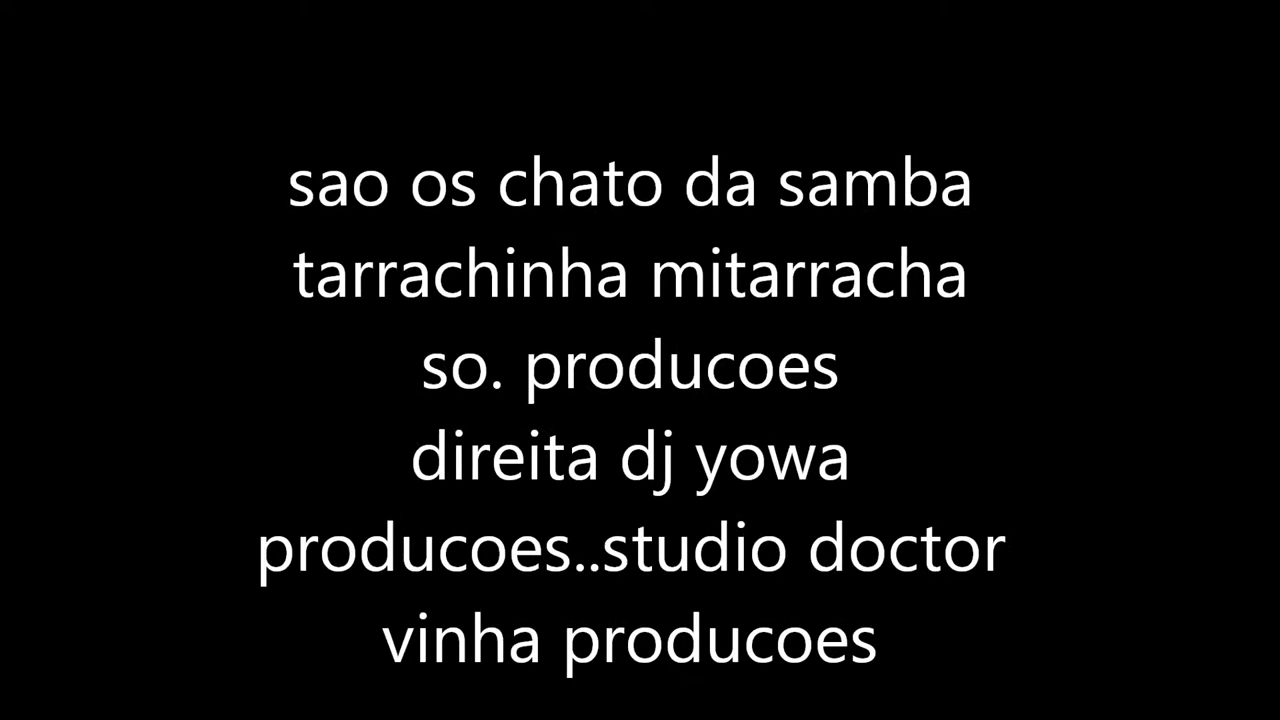 sao os chato da samba
tarrachinha mitarracha
so. producoes
direita dj yowa
producoes..studio doctor
vinha producoes